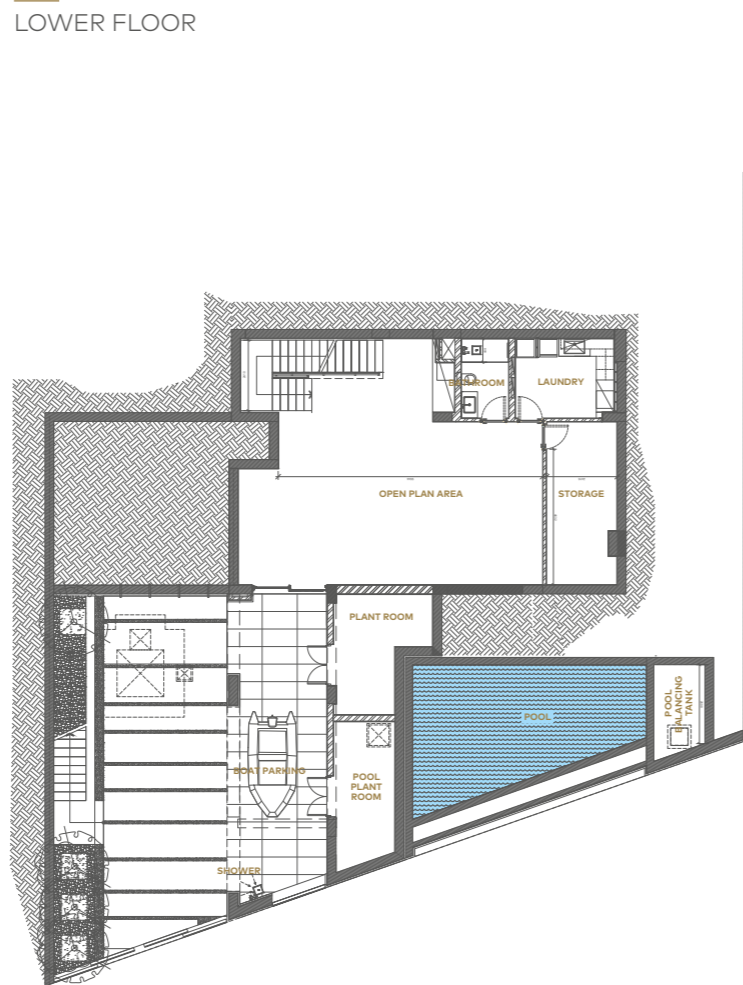 LOWER FLOOR
BATHROOM
LAUNDRY
OPEN PLAN AREA
STORAGE
PLANT ROOM
POOL
POOL
BALANCING
TANK
BOAT PARKING
POOL
PLANT
ROOM
SHOWER